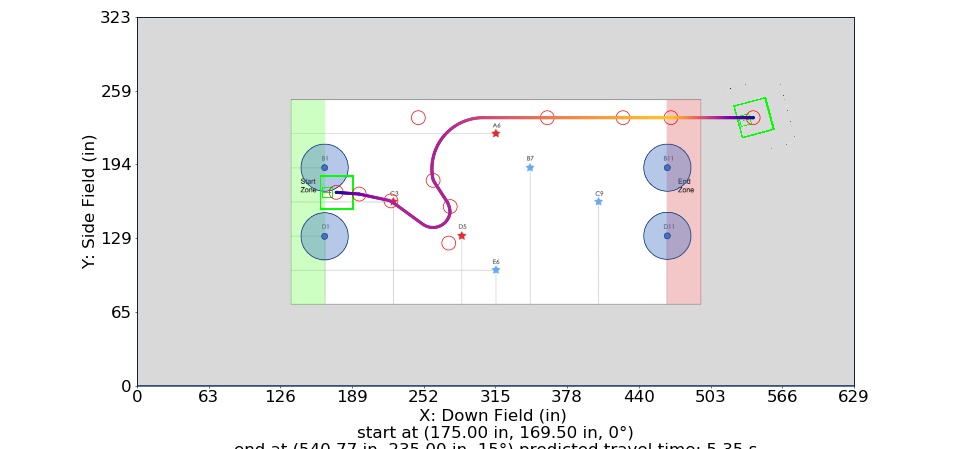 323
259
194
129
65
0
Y: Side Field (in)
A6
B1
B7
B11
Start
Zone
End
Zone
C3
C9
D1
D5
D11
E6
0 63 126 189 252 315 378 440 503 566 629
X: Down Field (in)
start at (175.00 in, 169.50 in, 0°)
end at (540.77 in, 235.00 in, 15°) predicted travel time: 5.35 s